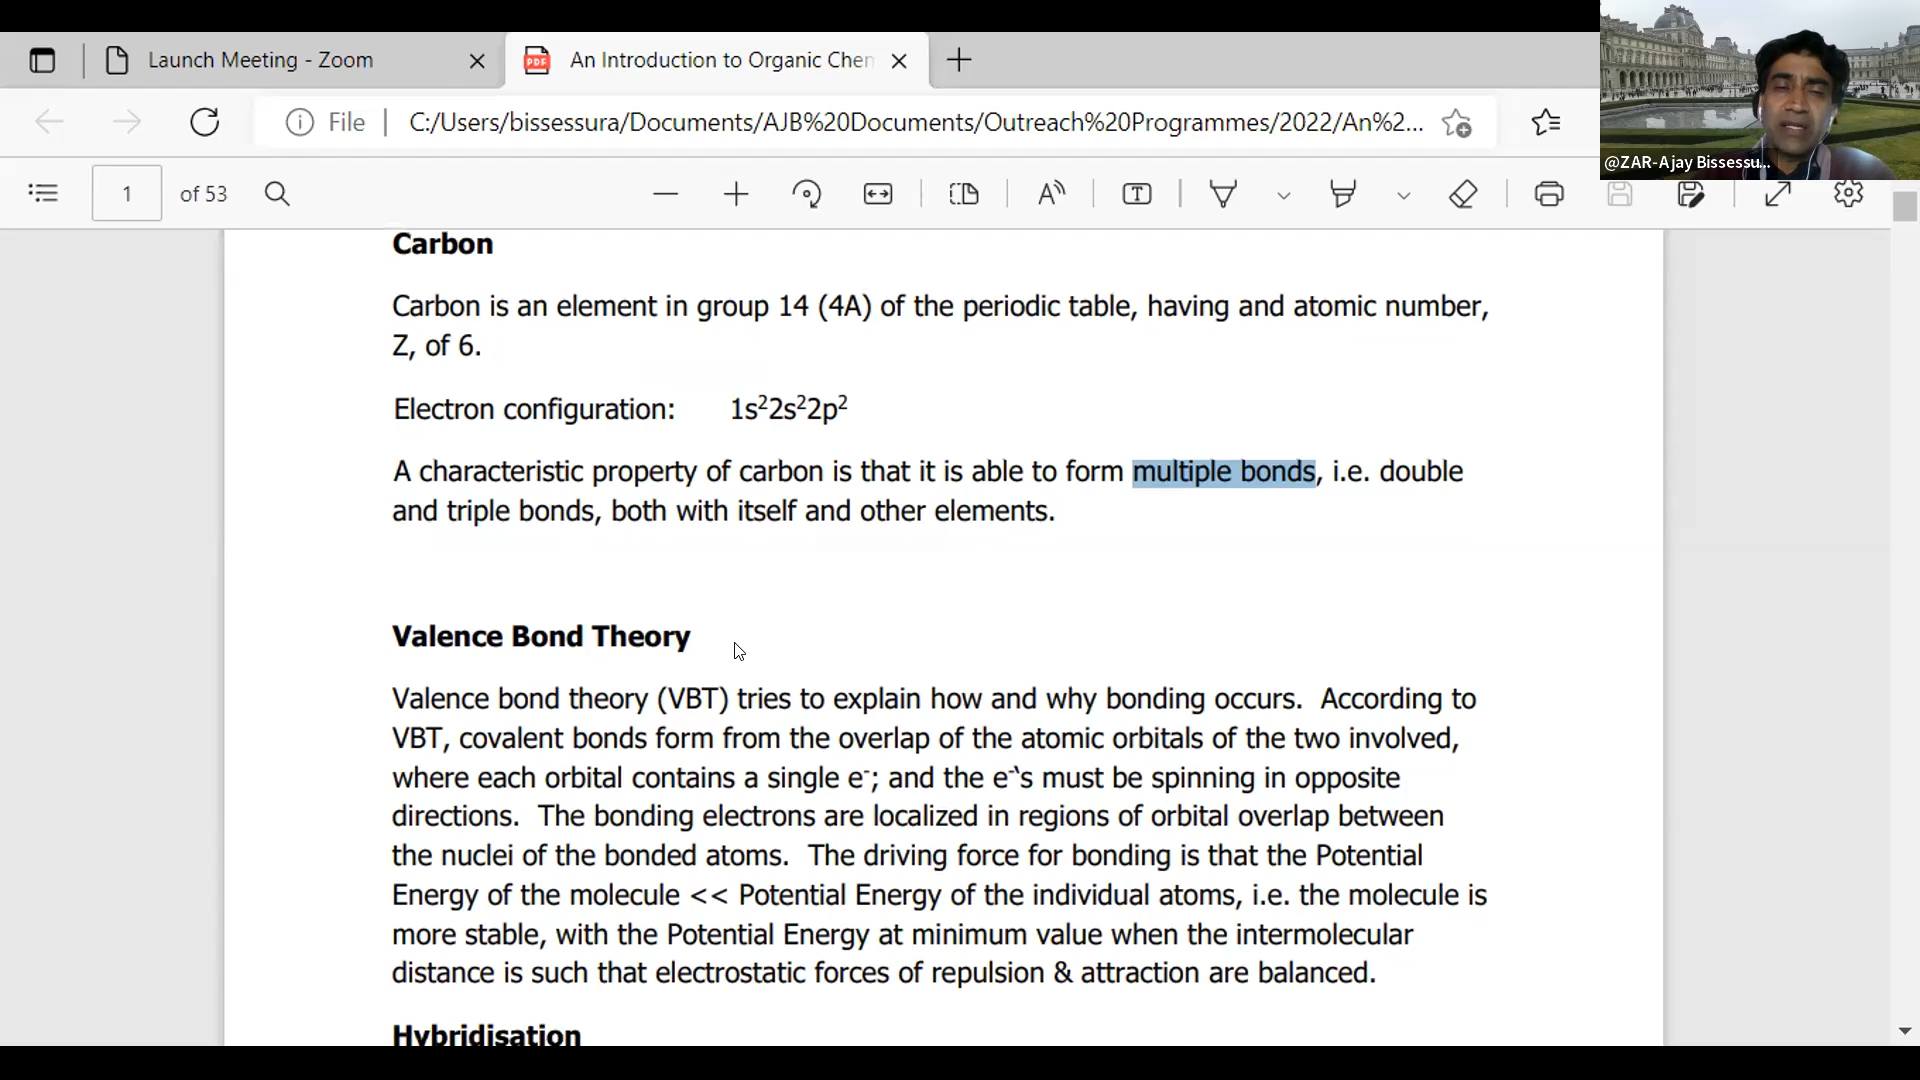 Launch Meeting - Zoom
An Introduction to Organic Chem
File
C:/Users/bissessura/Documents/AJB%20Documents/Outreach%20Programmes/2022/An%2...
@ZAR-Ajay Bissessu...
1 of 53
Carbon
Carbon is an element in group 14 (4A) of the periodic table, having and atomic number,
Z, of 6.
Electron configuration: 1s²2s²2p²
A characteristic property of carbon is that it is able to form multiple bonds, i.e. double
and triple bonds, both with itself and other elements.
Valence Bond Theory
Valence bond theory (VBT) tries to explain how and why bonding occurs. According to
VBT, covalent bonds form from the overlap of the atomic orbitals of the two involved,
where each orbital contains a single e⁻; and the e⁻‘s must be spinning in opposite
directions. The bonding electrons are localized in regions of orbital overlap between
the nuclei of the bonded atoms. The driving force for bonding is that the Potential
Energy of the molecule << Potential Energy of the individual atoms, i.e. the molecule is
more stable, with the Potential Energy at minimum value when the intermolecular
distance is such that electrostatic forces of repulsion & attraction are balanced.
Hybridisation